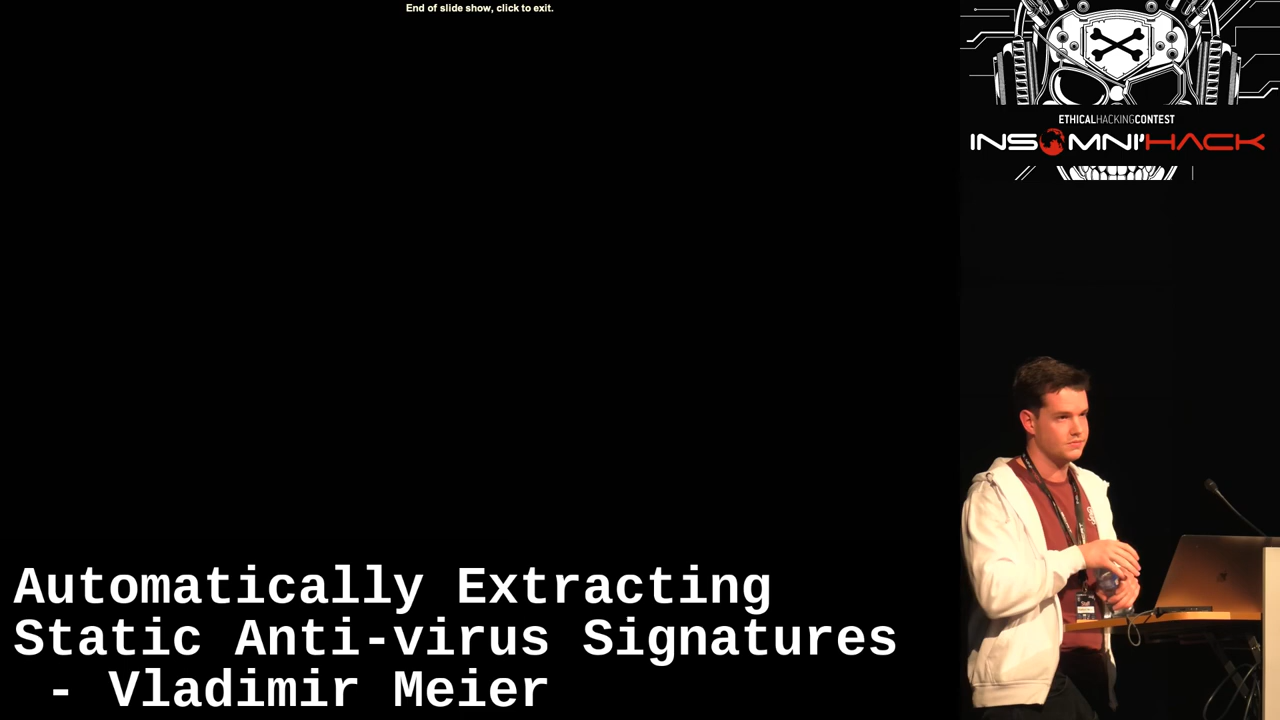 End of slide show, click to exit.
ETHICALHACKINGCONTEST
INSOMNI'HACK
Automatically Extracting
Static Anti-virus Signatures
- Vladimir Meier